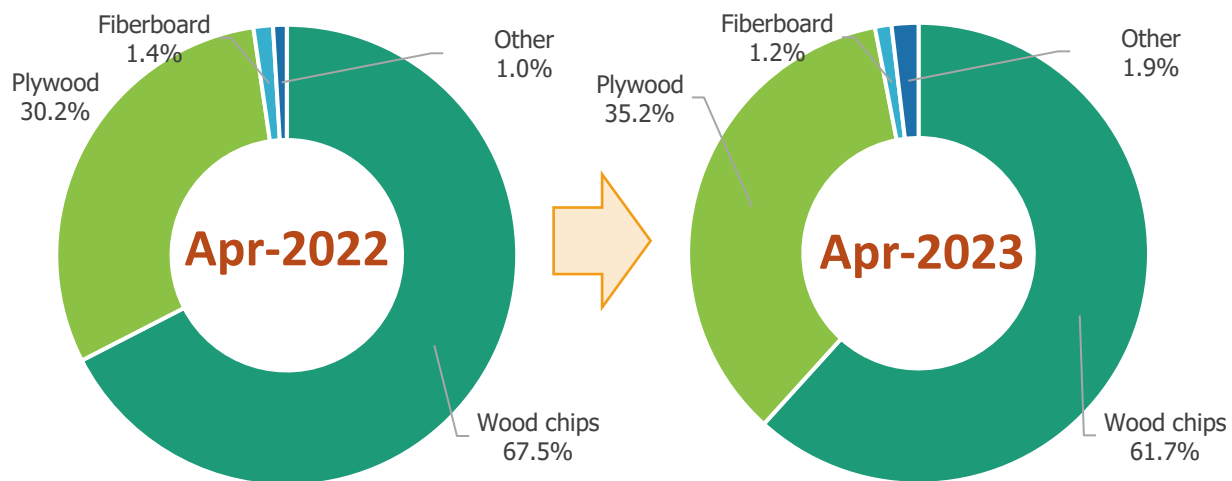 Fiberboard
1.4%
Other
1.0%
Plywood
30.2%
Apr-2022
Wood chips
67.5%
Fiberboard
1.2%
Other
1.9%
Plywood
35.2%
Apr-2023
Wood chips
61.7%